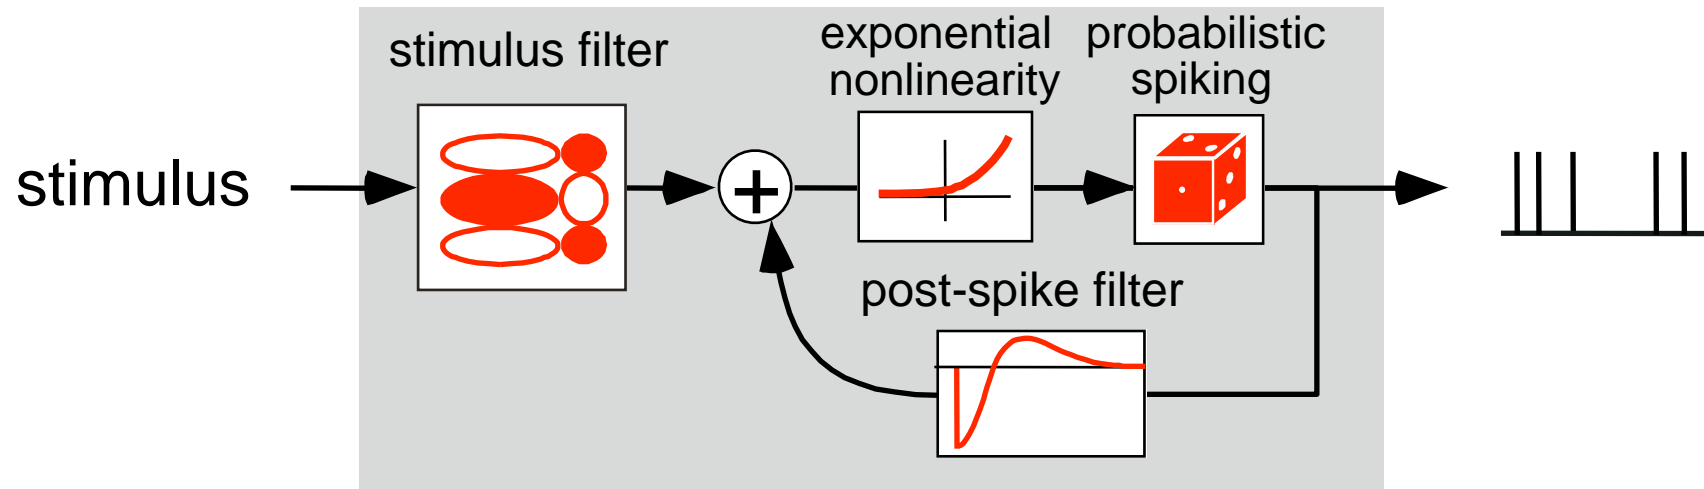 stimulus filter
exponential
nonlinearity
probabilistic
spiking
stimulus
+
post-spike filter